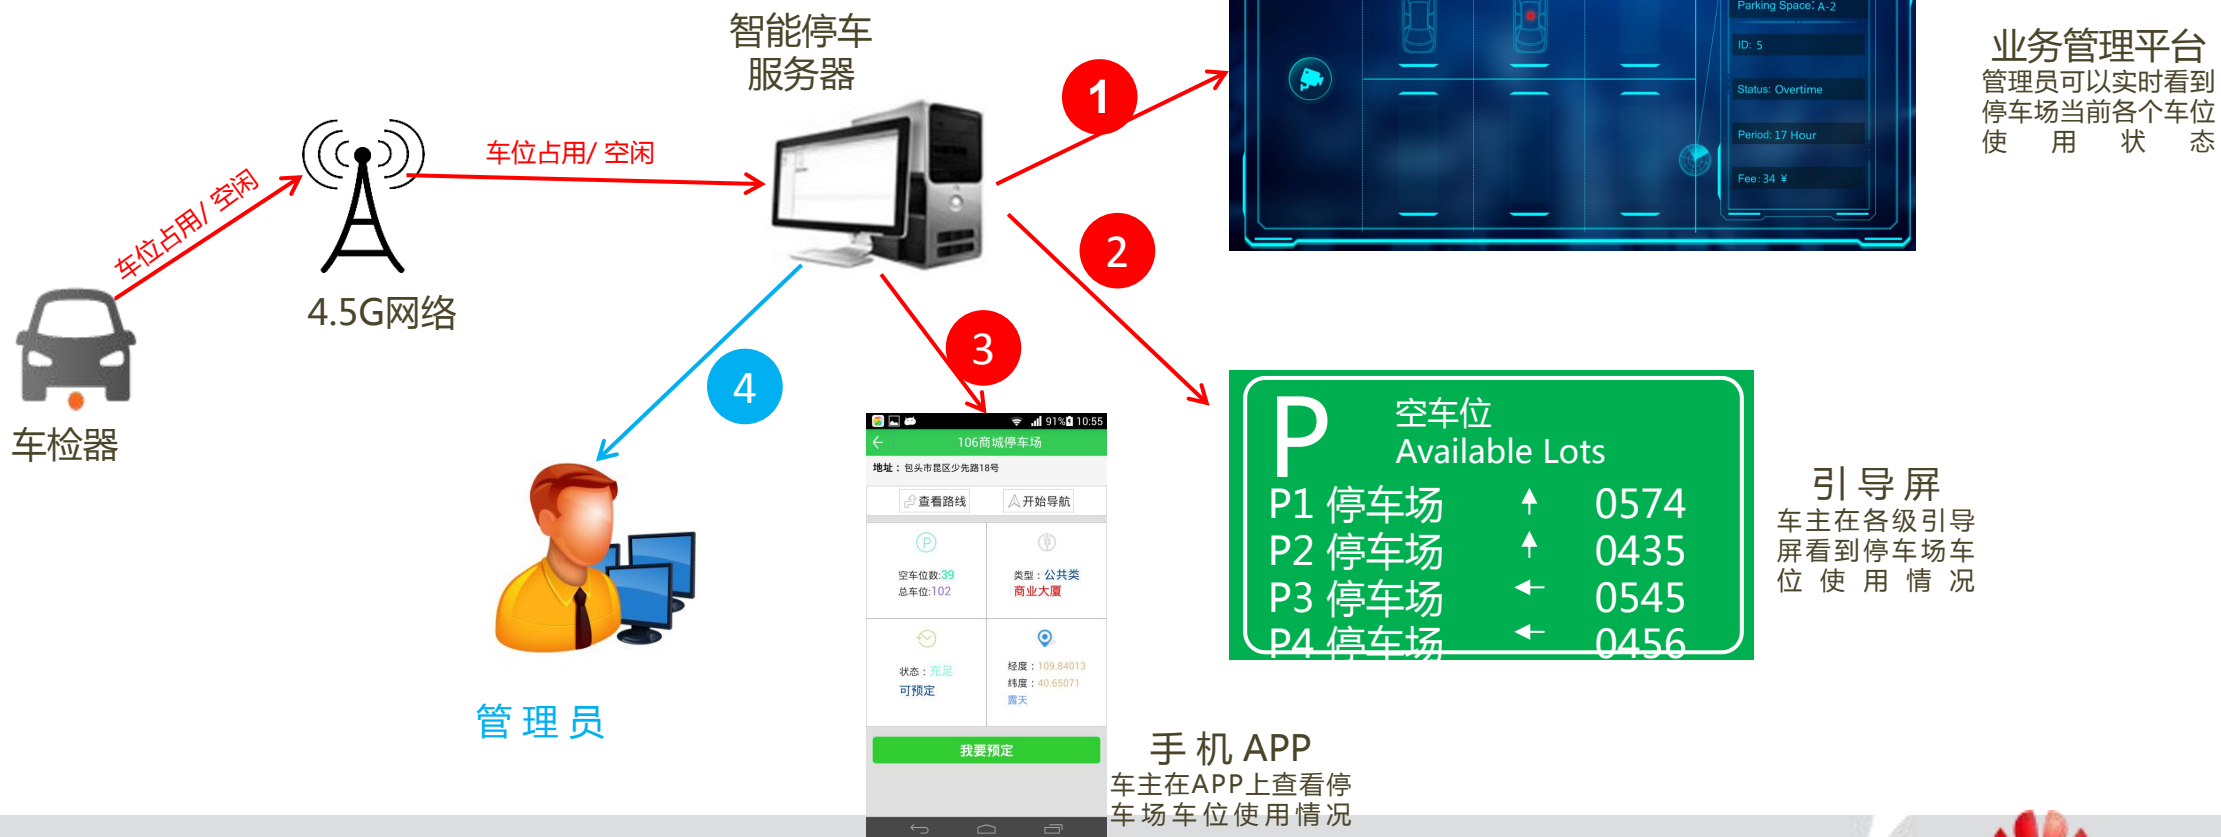 智能停车
服务器
Parking Space: A-2
ID: 5
Status: Overtime
Period: 17 Hour
Fee: 34 ¥
业务管理平台
管理员可以实时看到
停车场当前各个车位
使用状态
1
车位占用/ 空闲
车位占用/ 空闲
2
4.5G网络
3
4
车检器
91% 10:55
106商城停车场
地址：包头市昆区少先路18号
查看路线
开始导航
P
空车位数:39
总车位:102
类型：公共类
商业大厦
状态：充足
可预定
经度：109.84013
纬度：40.65071
露天
我要预定
P
空车位
Available Lots
P1 停车场 ↑ 0574
P2 停车场 ↑ 0435
P3 停车场 ← 0545
P4 停车场 ← 0456
引导屏
车主在各级引导
屏看到停车场车
位使用情况
管理员
手机 APP
车主在APP上查看停
车场车位使用情况